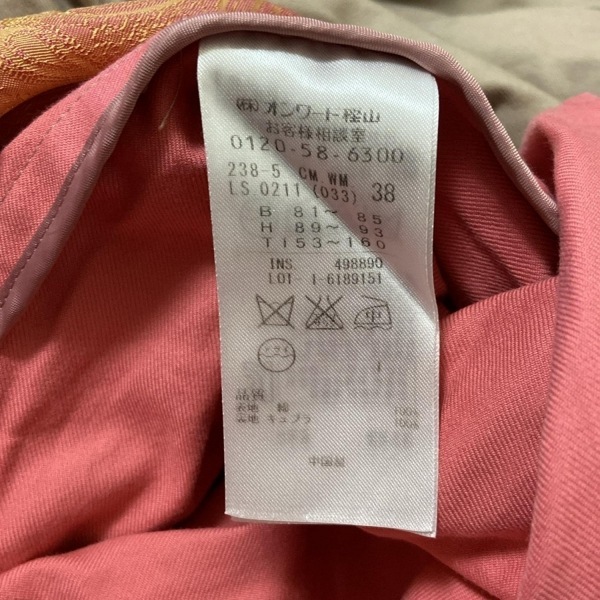 ㈱オンワード樫山
お客様相談室
0120-58-6300
238-5 CM WM
LS 0211 (033) 38
B 81~ 85
H 89~ 93
T153~160
INS. 498890
L01- 1-6189151
中
品質
表地 綿 100%
表地 キュプラ 100%
中国製